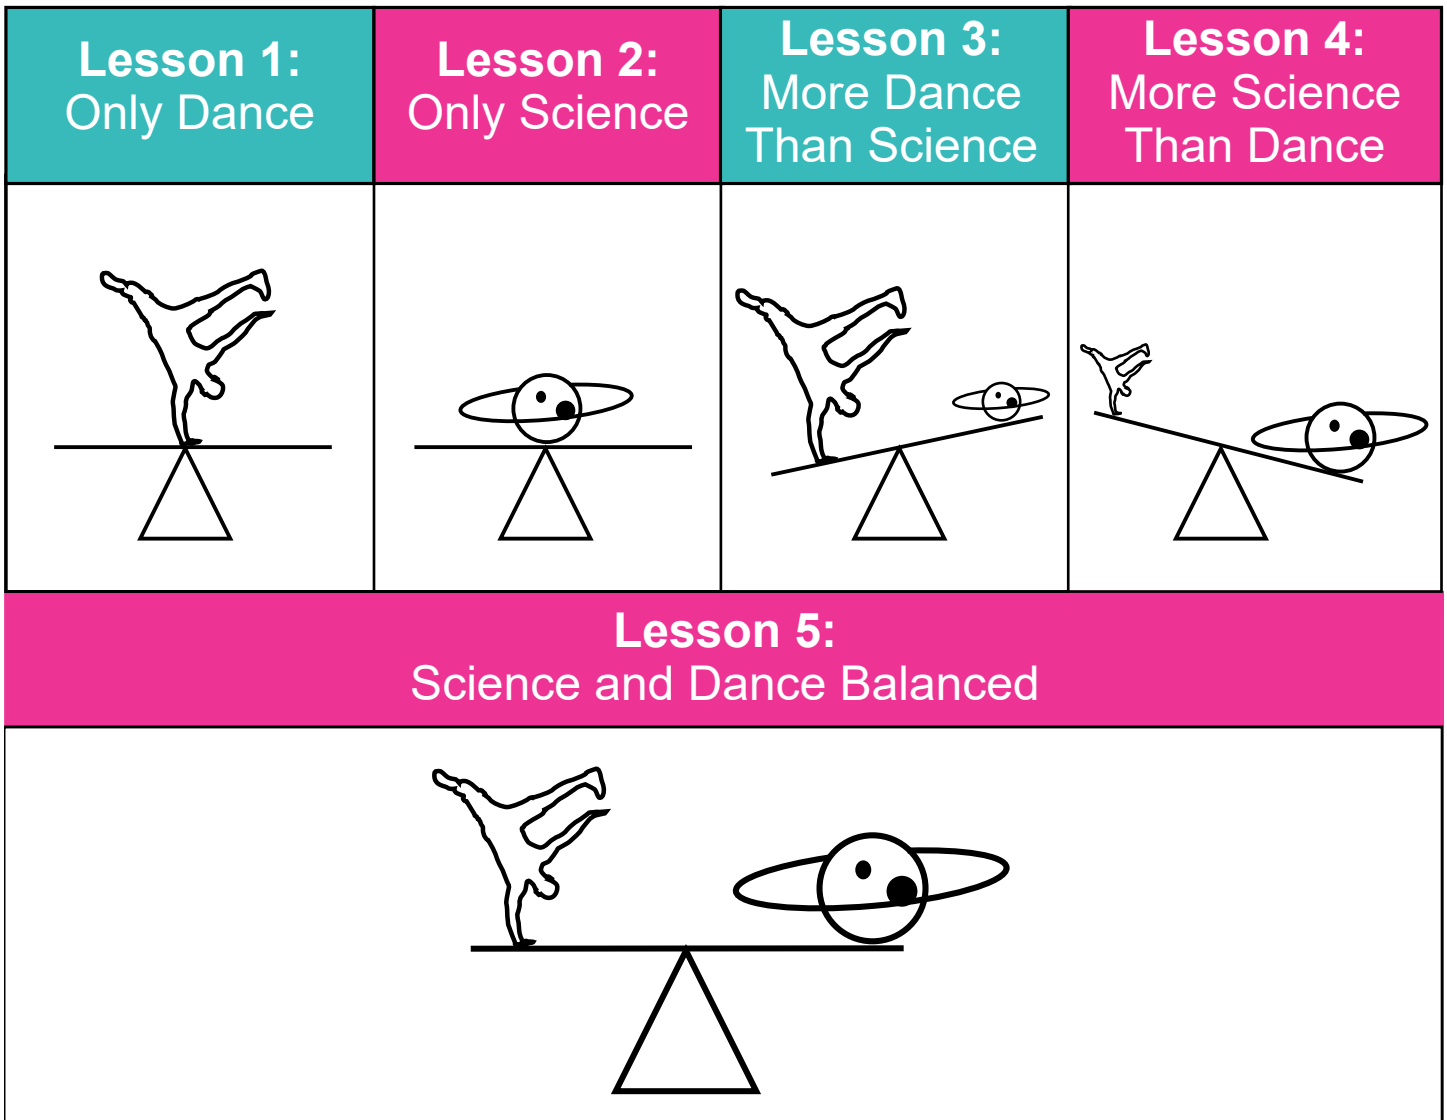 Lesson 1:
Only Dance
Lesson 2:
Only Science
Lesson 3:
More Dance
Than Science
Lesson 4:
More Science
Than Dance
Lesson 5:
Science and Dance Balanced